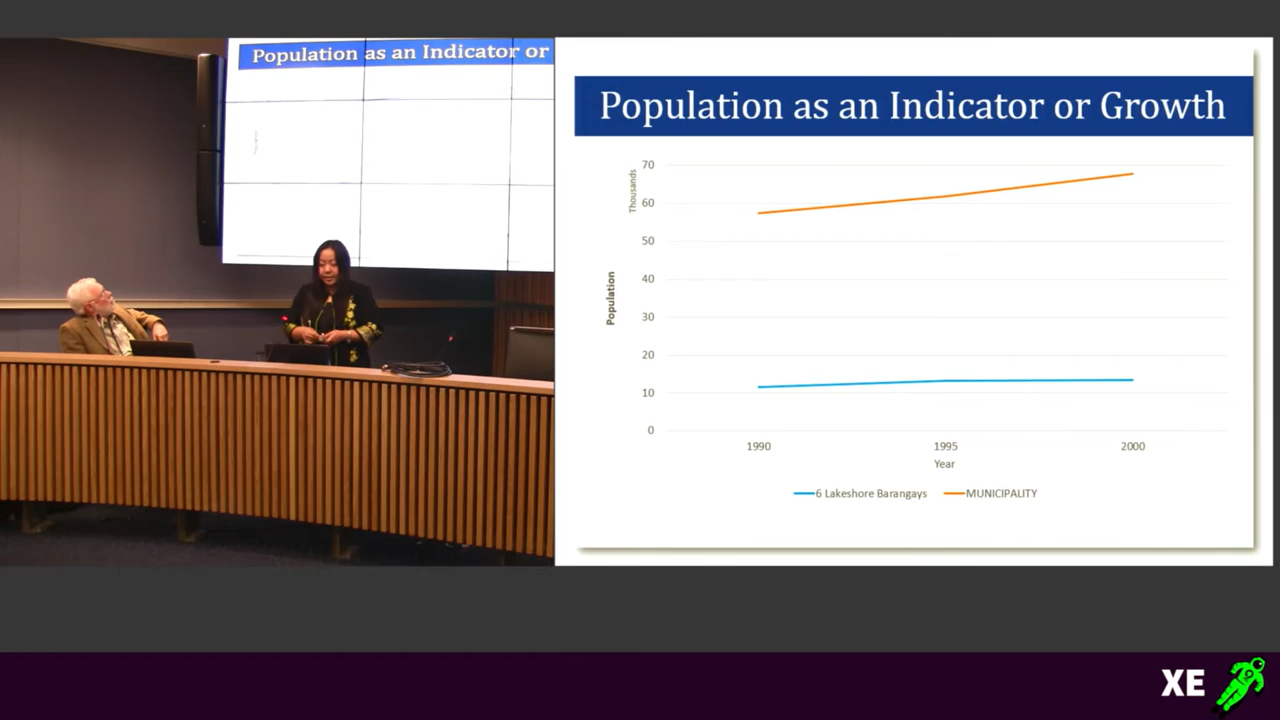 Population as an Indicator or
Population as an Indicator or Growth
70
Thousands
60
50
40
30
20
10
0
Population
1990
1995
2000
Year
6 Lakeshore Barangays
MUNICIPALITY
XE